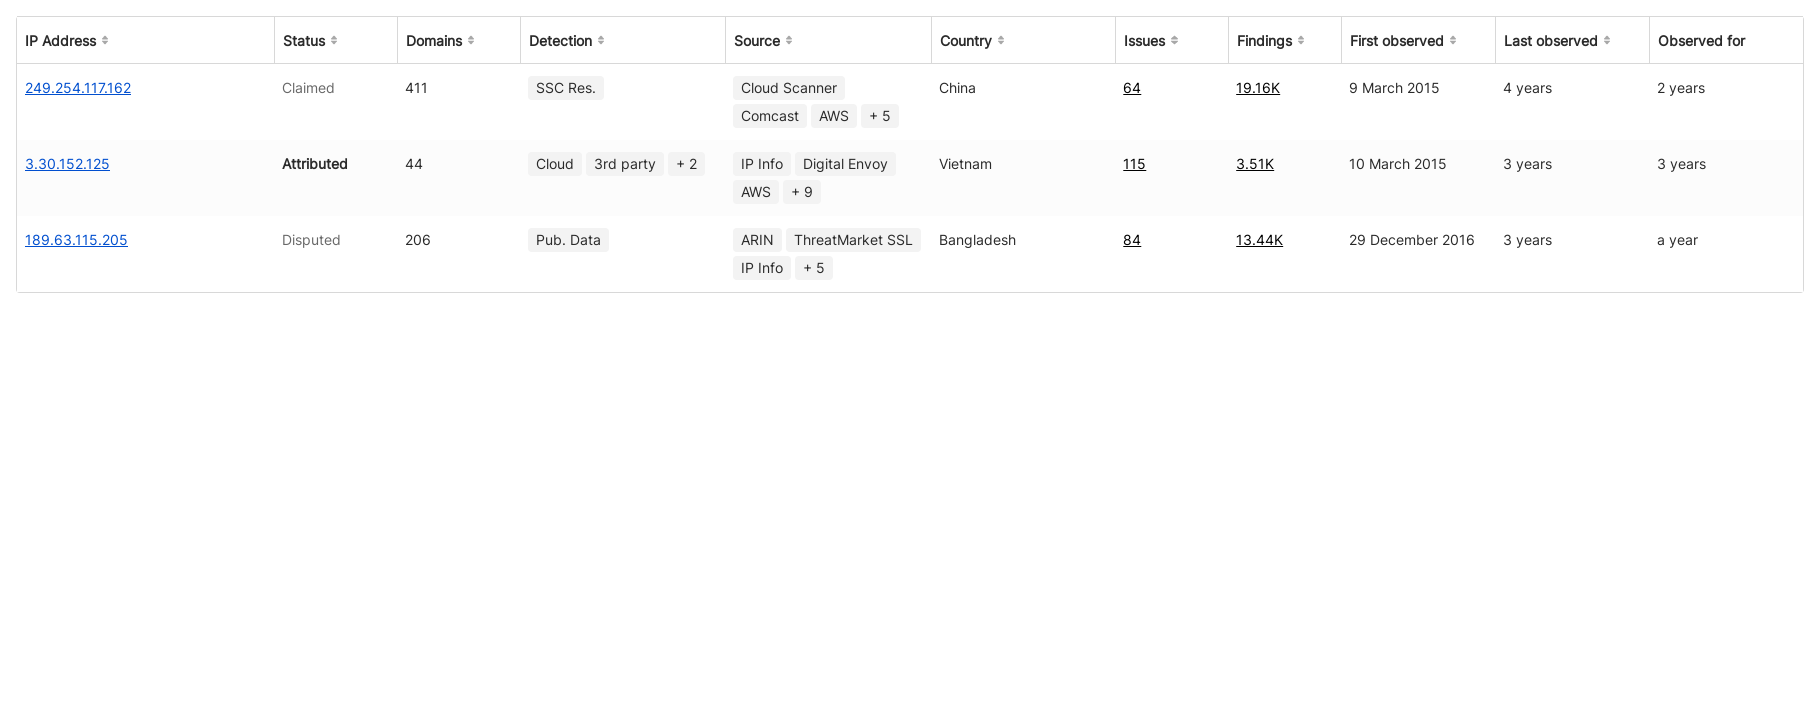 IP Address Status Domains Detection Source Country Issues Findings First observed Last observed Observed for
249.254.117.162 Claimed 411 SSC Res. Cloud Scanner China 64 19.16K 9 March 2015 4 years 2 years
Comcast AWS + 5
3.30.152.125 Attributed 44 Cloud 3rd party + 2 IP Info Digital Envoy Vietnam 115 3.51K 10 March 2015 3 years 3 years
AWS + 9
189.63.115.205 Disputed 206 Pub. Data ARIN ThreatMarket SSL Bangladesh 84 13.44K 29 December 2016 3 years a year
IP Info + 5